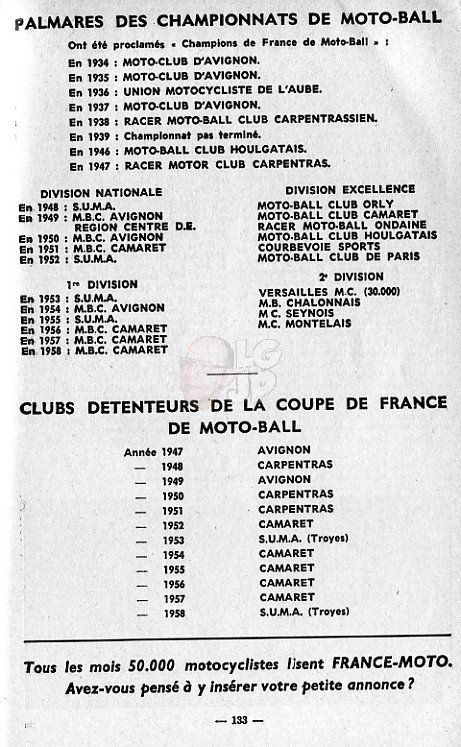 PALMARES DES CHAMPIONNATS DE MOTO-BALL
Ont été proclamés « Champions de France de Moto-Ball » :
En 1934 : MOTO-CLUB D'AVIGNON.
En 1935 : MOTO-CLUB D'AVIGNON.
En 1936 : UNION MOTOCYCLISTE DE L'AUBE.
En 1937 : MOTO-CLUB D'AVIGNON.
En 1938 : RACER MOTO-BALL CLUB CARPENTRASSIEN.
En 1939 : Championnat pas terminé.
En 1946 : MOTO-BALL CLUB HOULGATAIS.
En 1947 : RACER MOTOR CLUB CARPENTRAS.
DIVISION NATIONALE
En 1948 : S.U.M.A.
En 1949 : M.B.C. AVIGNON
REGION CENTRE D.E.
En 1950 : M.B.C. AVIGNON
En 1951 : M.B.C. CAMARET
En 1952 : S.U.M.A.
DIVISION EXCELLENCE
MOTO-BALL CLUB ORLY
MOTO-BALL CLUB CAMARET
RACER MOTO-BALL ONDAINE
MOTO-BALL CLUB HOULGATAIS
COURBEVOIE SPORTS
MOTO-BALL CLUB DE PARIS
1re DIVISION
En 1953 : S.U.M.A.
En 1954 : M.B.C. AVIGNON
En 1955 : S.U.M.A.
En 1956 : M.B.C. CAMARET
En 1957 : M.B.C. CAMARET
En 1958 : M.B.C. CAMARET
2e DIVISION
VERSAILLES M.C. (30.000)
M.B. CHALONNAIS
M C. SEYNOIS
M.C. MONTELAIS
LG
AD
CLUBS DETENTEURS DE LA COUPE DE FRANCE
DE MOTO-BALL
Année 1947 AVIGNON
— 1948 CARPENTRAS
— 1949 AVIGNON
— 1950 CARPENTRAS
— 1951 CARPENTRAS
— 1952 CAMARET
— 1953 S.U.M.A. (Troyes)
— 1954 CAMARET
— 1955 CAMARET
— 1956 CAMARET
— 1957 CAMARET
— 1958 S.U.M.A. (Troyes)
Tous les mois 50.000 motocyclistes lisent FRANCE-MOTO.
Avez-vous pensé à y insérer votre petite annonce ?
— 133 —